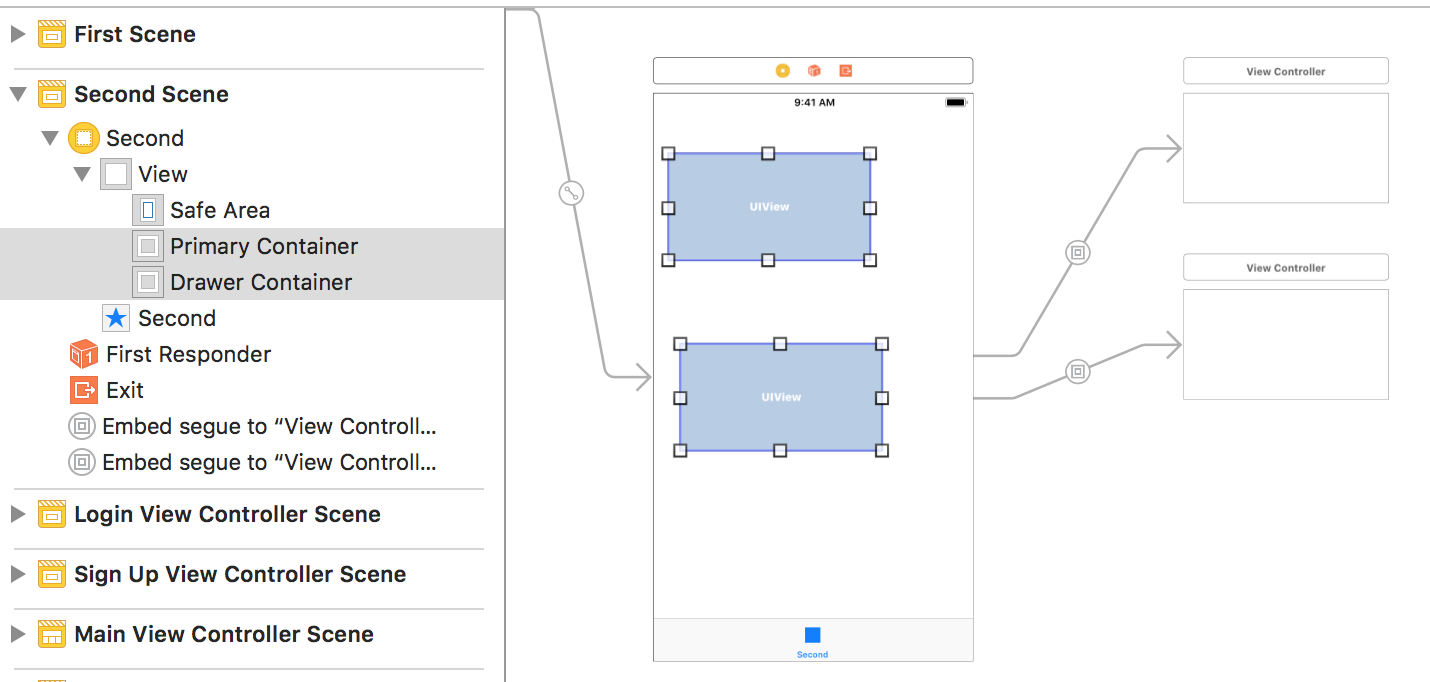 First Scene
Second Scene
Second
View
Safe Area
Primary Container
Drawer Container
Second
First Responder
Exit
Embed segue to “View Controll...
Embed segue to “View Controll...
Login View Controller Scene
Sign Up View Controller Scene
Main View Controller Scene
9:41 AM
UIView
UIView
Second
View Controller
View Controller